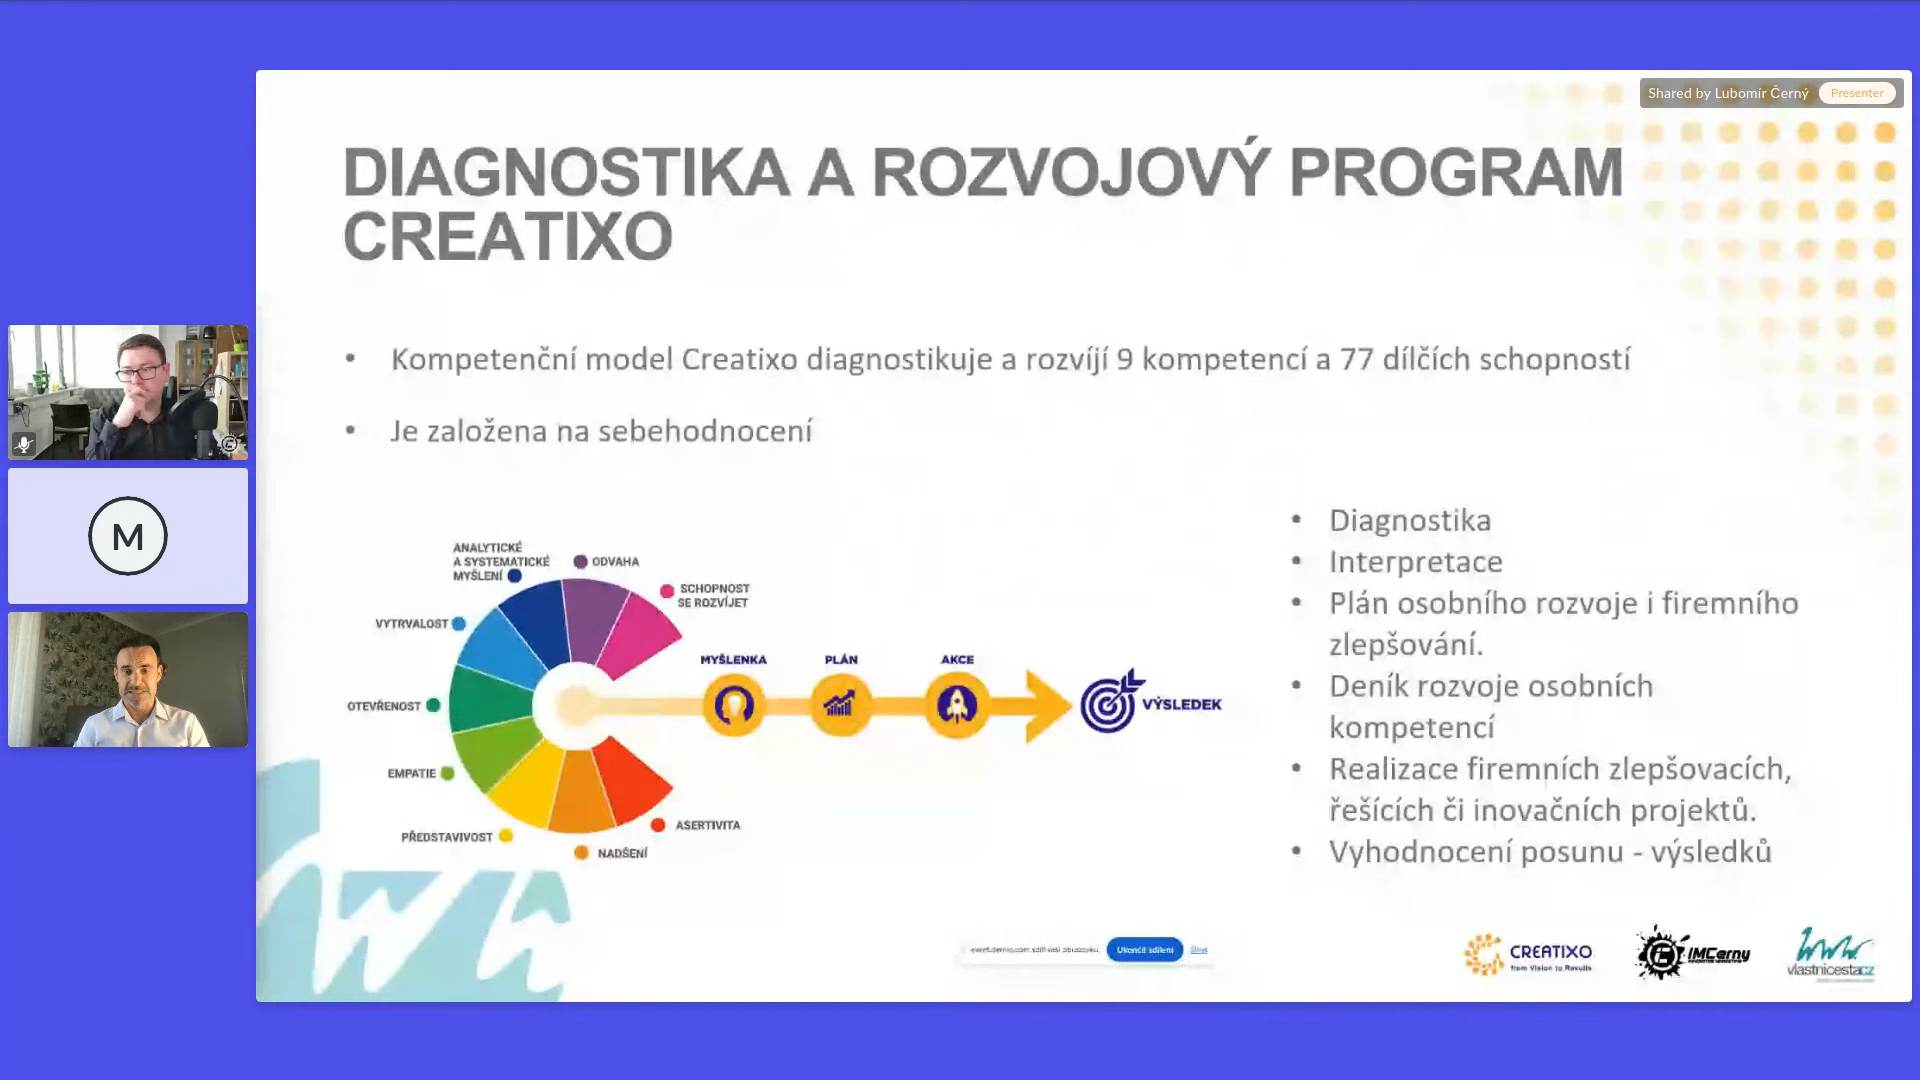 Shared by Lubomír Černý
Presenter
DIAGNOSTIKA A ROZVOJOVÝ PROGRAM
CREATIXO
• Kompetenční model Creatixo diagnostikuje a rozvíjí 9 kompetencí a 77 dílčích schopností
• Je založena na sebehodnocení
ANALYTICKÉ
A SYSTEMATICKÉ
MYŠLENÍ
ODVAHA
SCHOPNOST
SE ROZVÍJET
VYTRVALOST
OTEVŘENOST
EMPATIE
PŘEDSTAVIVOST
NADŠENÍ
ASERTIVITA
MYŠLENKA
PLÁN
AKCE
VÝSLEDEK
• Diagnostika
• Interpretace
• Plán osobního rozvoje i firemního
zlepšování.
• Deník rozvoje osobních
kompetencí
• Realizace firemních zlepšovacích,
řešících či inovačních projektů.
• Vyhodnocení posunu - výsledků
M
Ukončit sdílení
Skrýt
CREATIXO
from Vision to Results
IMCerny
vlastnicesta.cz